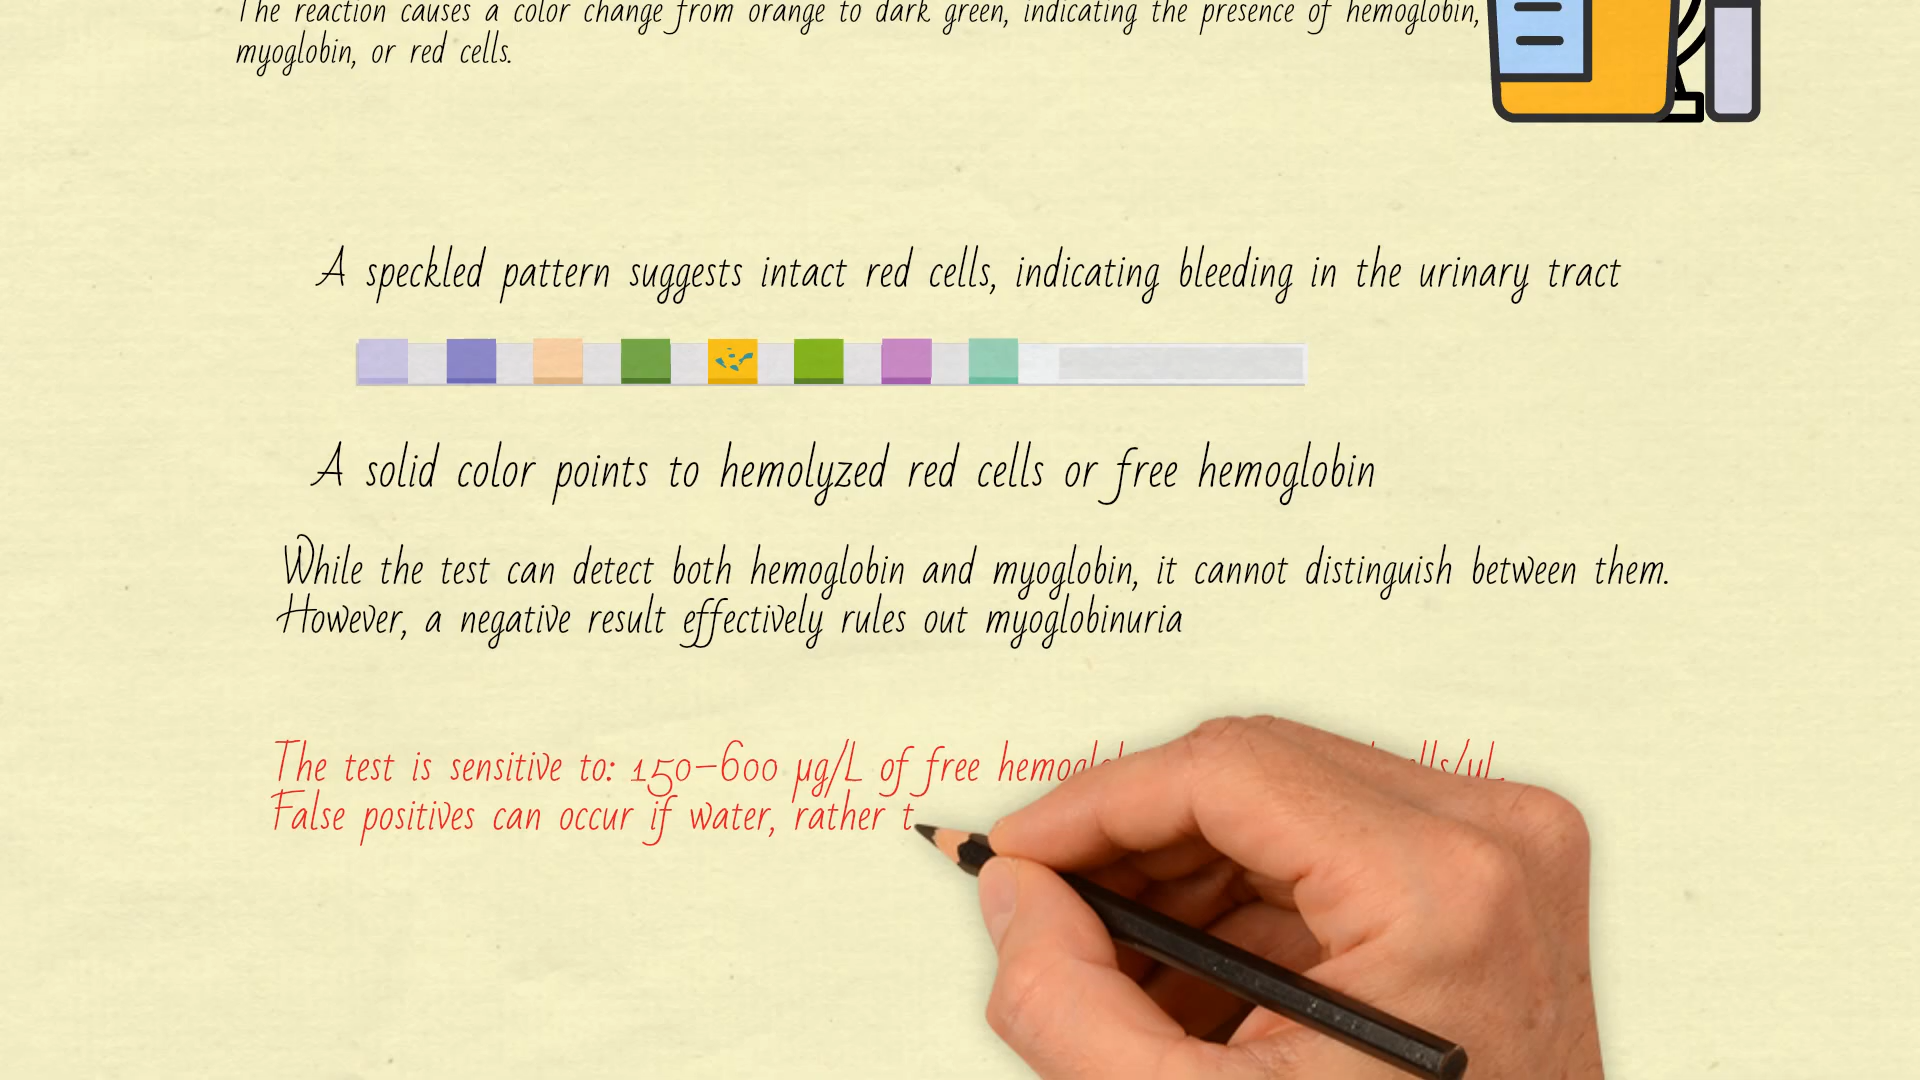 The reaction causes a color change from orange to dark green, indicating the presence of hemoglobin,
myoglobin, or red cells.
A speckled pattern suggests intact red cells, indicating bleeding in the urinary tract
A solid color points to hemolyzed red cells or free hemoglobin
While the test can detect both hemoglobin and myoglobin, it cannot distinguish between them.
However, a negative result effectively rules out myoglobinuria
The test is sensitive to: 150–600 µg/L of free
False positives can occur if water, rather